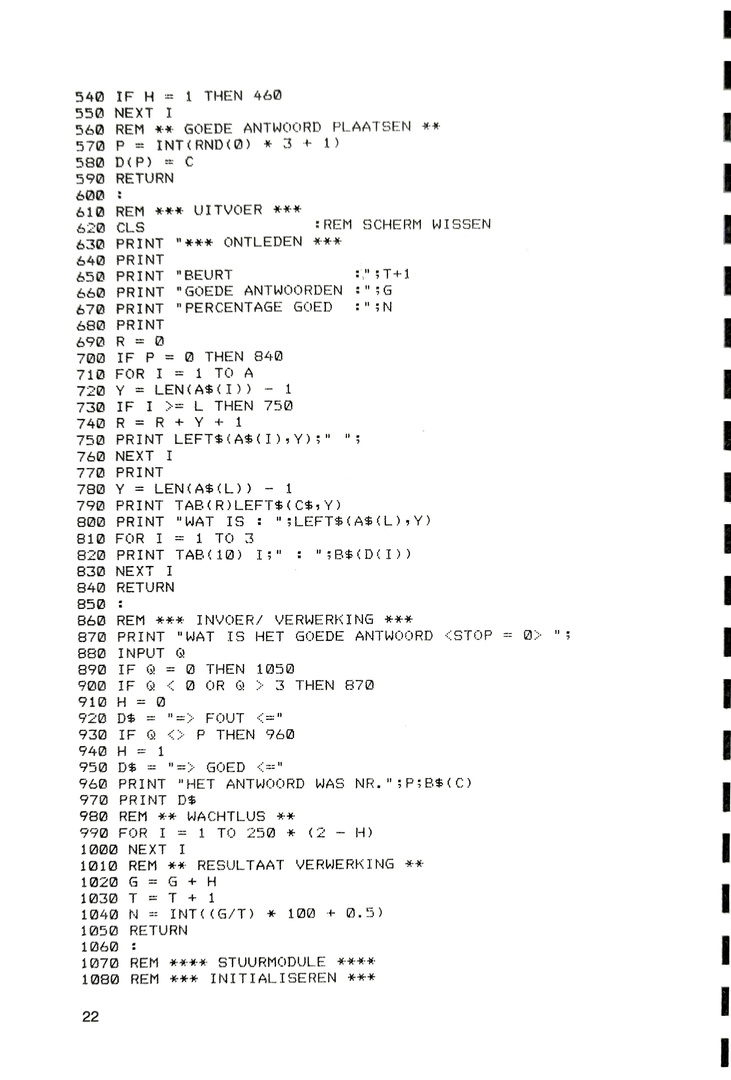 540 IF H = 1 THEN 460
550 NEXT I
560 REM ** GOEDE ANTWOORD PLAATSEN **
570 P = INT(RND(0) * 3 + 1)
580 D(P) = C
590 RETURN
600 :
610 REM *** UITVOER ***
620 CLS                 :REM SCHERM WISSEN
630 PRINT "*** ONTLEDEN ***
640 PRINT
650 PRINT "BEURT            :";T+1
660 PRINT "GOEDE ANTWOORDEN :";G
670 PRINT "PERCENTAGE GOED  :";N
680 PRINT
690 R = 0
700 IF P = 0 THEN 840
710 FOR I = 1 TO A
720 Y = LEN(A$(I)) - 1
730 IF I >= L THEN 750
740 R = R + Y + 1
750 PRINT LEFT$(A$(I),Y);" ";
760 NEXT I
770 PRINT
780 Y = LEN(A$(L)) - 1
790 PRINT TAB(R)LEFT$(C$,Y)
800 PRINT "WAT IS : ";LEFT$(A$(L),Y)
810 FOR I = 1 TO 3
820 PRINT TAB(10) I;" : ";B$(D(I))
830 NEXT I
840 RETURN
850 :
860 REM *** INVOER/ VERWERKING ***
870 PRINT "WAT IS HET GOEDE ANTWOORD <STOP = 0> ";
880 INPUT Q
890 IF Q = 0 THEN 1050
900 IF Q < 0 OR Q > 3 THEN 870
910 H = 0
920 D$ = "=> FOUT <="
930 IF Q <> P THEN 960
940 H = 1
950 D$ = "=> GOED <="
960 PRINT "HET ANTWOORD WAS NR.";P;B$(C)
970 PRINT D$
980 REM ** WACHTLUS **
990 FOR I = 1 TO 250 * (2 - H)
1000 NEXT I
1010 REM ** RESULTAAT VERWERKING **
1020 G = G + H
1030 T = T + 1
1040 N = INT((G/T) * 100 + 0.5)
1050 RETURN
1060 :
1070 REM **** STUURMODULE ****
1080 REM *** INITIALISEREN ***
22